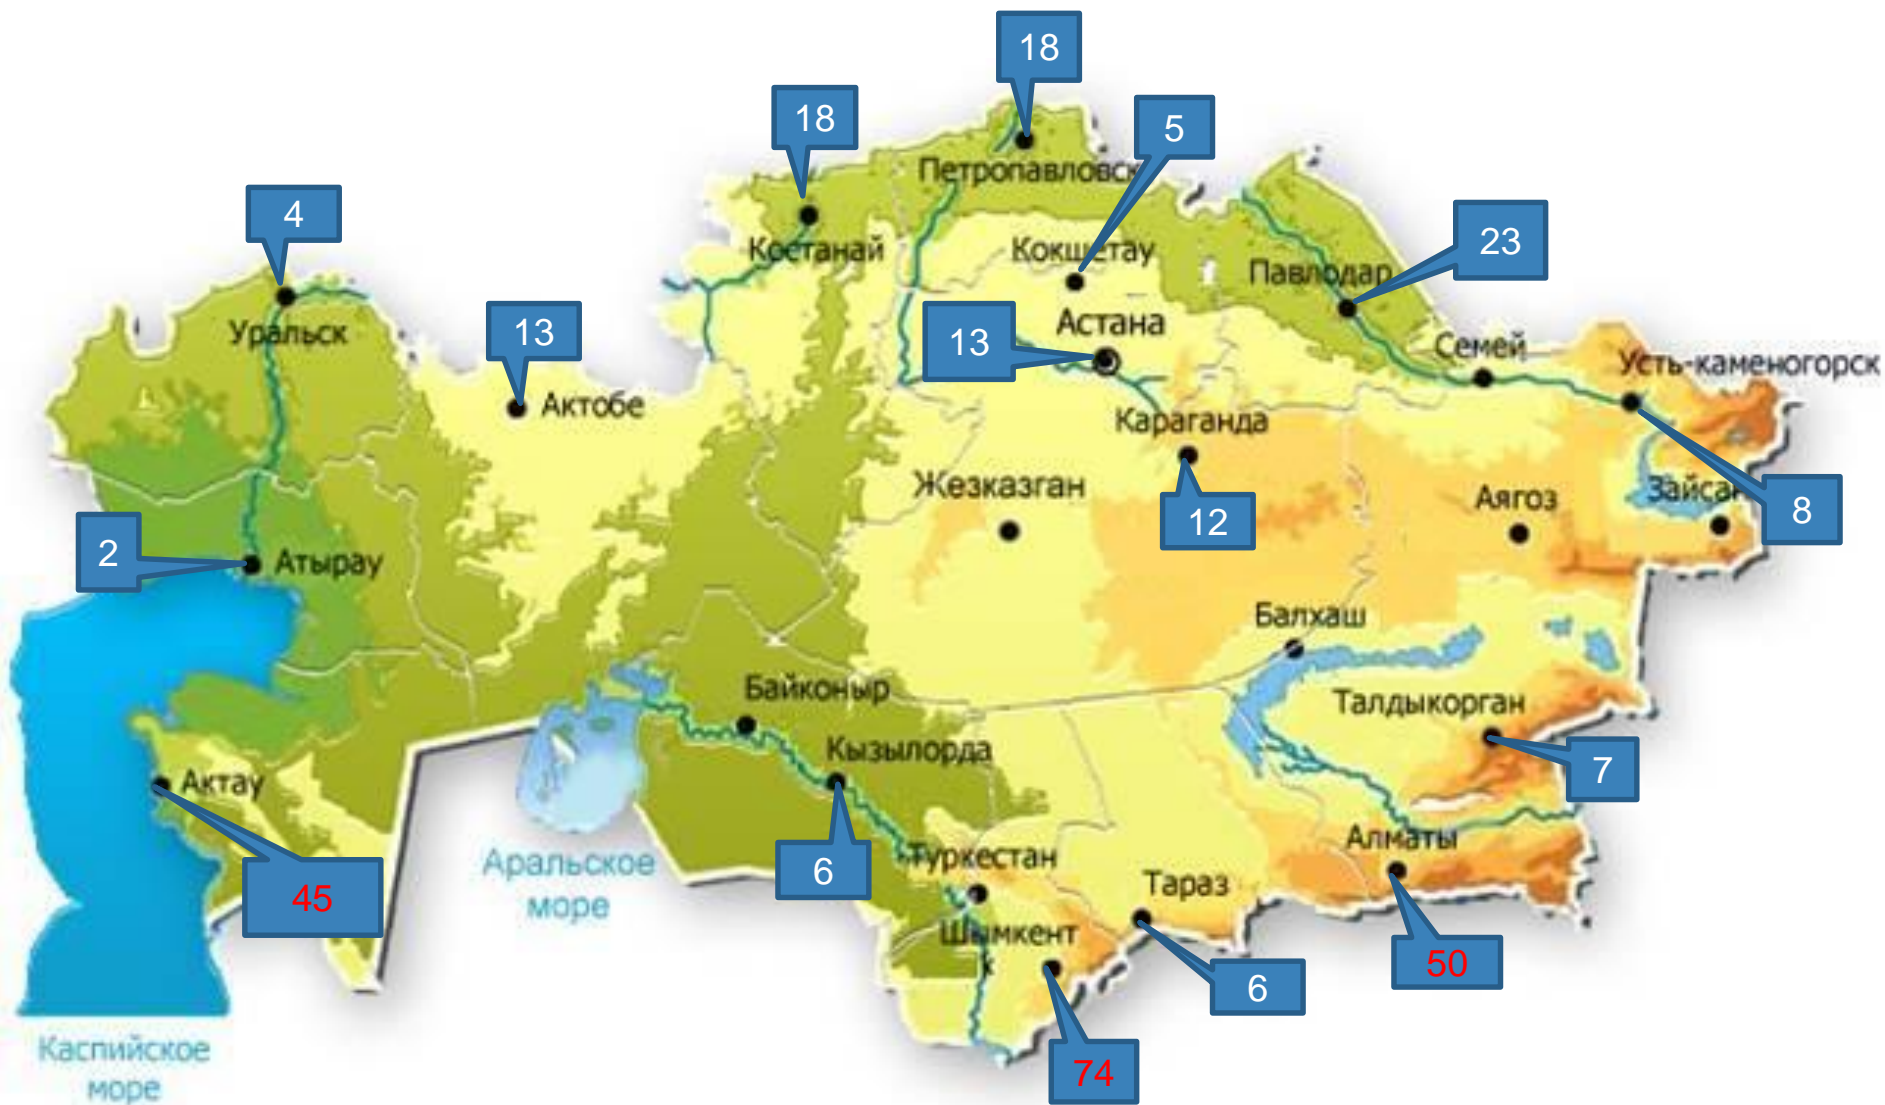 18
18
5
Петропавловск
4
23
Костанай
Кокшетау
Павлодар
Уральск
13
13
Астана
Семей
Усть-каменогорск
Актобе
Караганда
Жезказган
12
Аягоз
Зайсан
8
2
Атырау
Балхаш
Байконыр
Талдыкорган
Кызылорда
7
Актау
Аральское
море
6
Туркестан
Алматы
Тараз
45
Шымкент
50
6
Каспийское
море
74